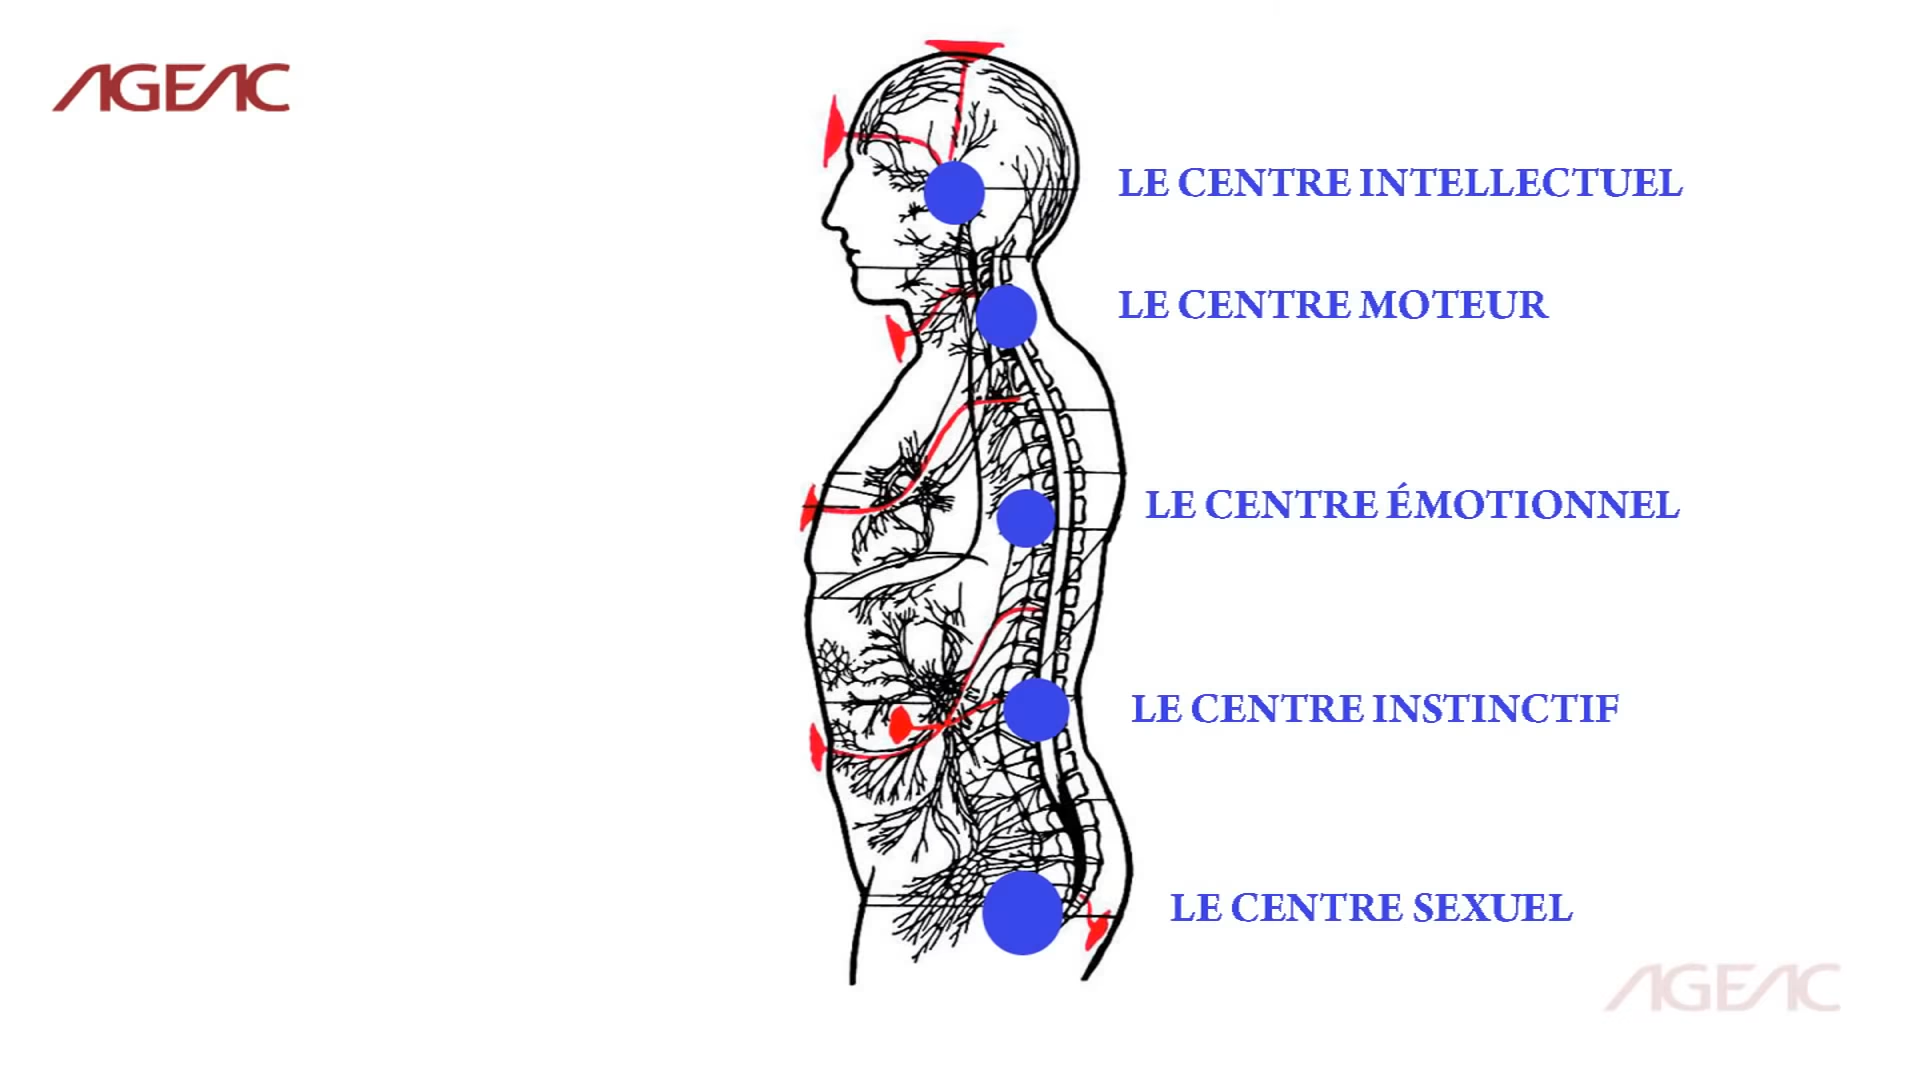 AGEAC
LE CENTRE INTELLECTUEL
LE CENTRE MOTEUR
LE CENTRE ÉMOTIONNEL
LE CENTRE INSTINCTIF
LE CENTRE SEXUEL
AGEAC